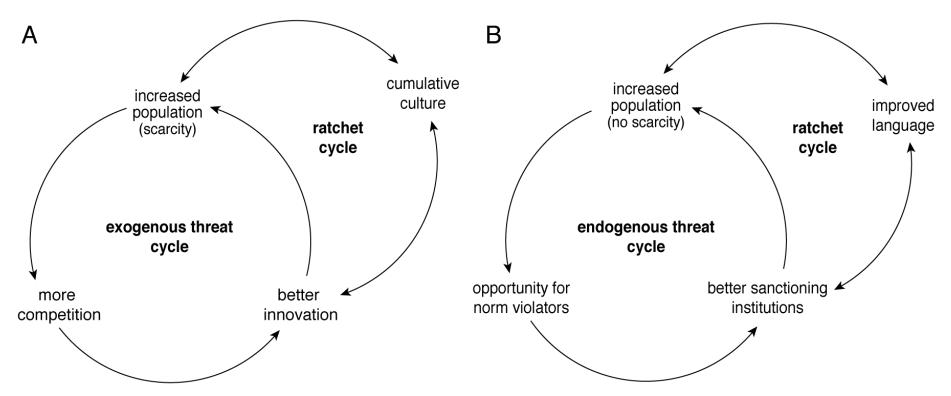 A
increased
population
(scarcity)
cumulative
culture
ratchet
cycle
exogenous threat
cycle
more
competition
better
innovation
B
increased
population
(no scarcity)
improved
language
ratchet
cycle
endogenous threat
cycle
opportunity for
norm violators
better sanctioning
institutions